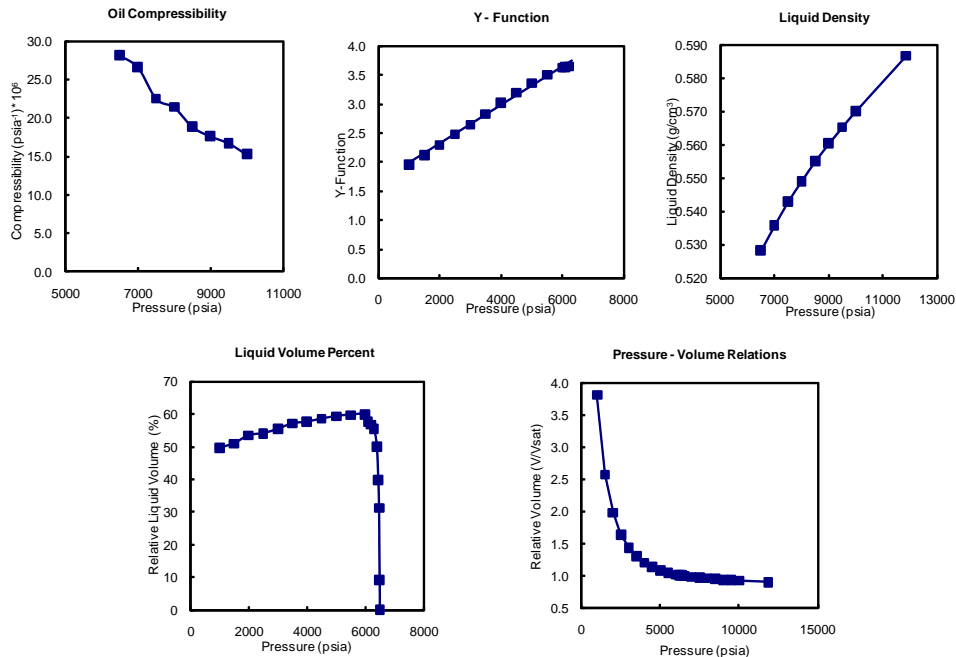 Oil Compressibility
Compressibility (psia⁻¹) * 10⁶
30.0
25.0
20.0
15.0
10.0
5.0
0.0
5000 7000 9000 11000
Pressure (psia)
Y - Function
Y-Function
4.0
3.5
3.0
2.5
2.0
1.5
1.0
0.5
0.0
0 2000 4000 6000 8000
Pressure (psia)
Liquid Density
Liquid Density (g/cm³)
0.590
0.580
0.570
0.560
0.550
0.540
0.530
0.520
5000 7000 9000 11000 13000
Pressure (psia)
Liquid Volume Percent
Relative Liquid Volume (%)
70
60
50
40
30
20
10
0
0 2000 4000 6000 8000
Pressure (psia)
Pressure - Volume Relations
Relative Volume (V/Vsat)
4.0
3.5
3.0
2.5
2.0
1.5
1.0
0.5
0 5000 10000 15000
Pressure (psia)